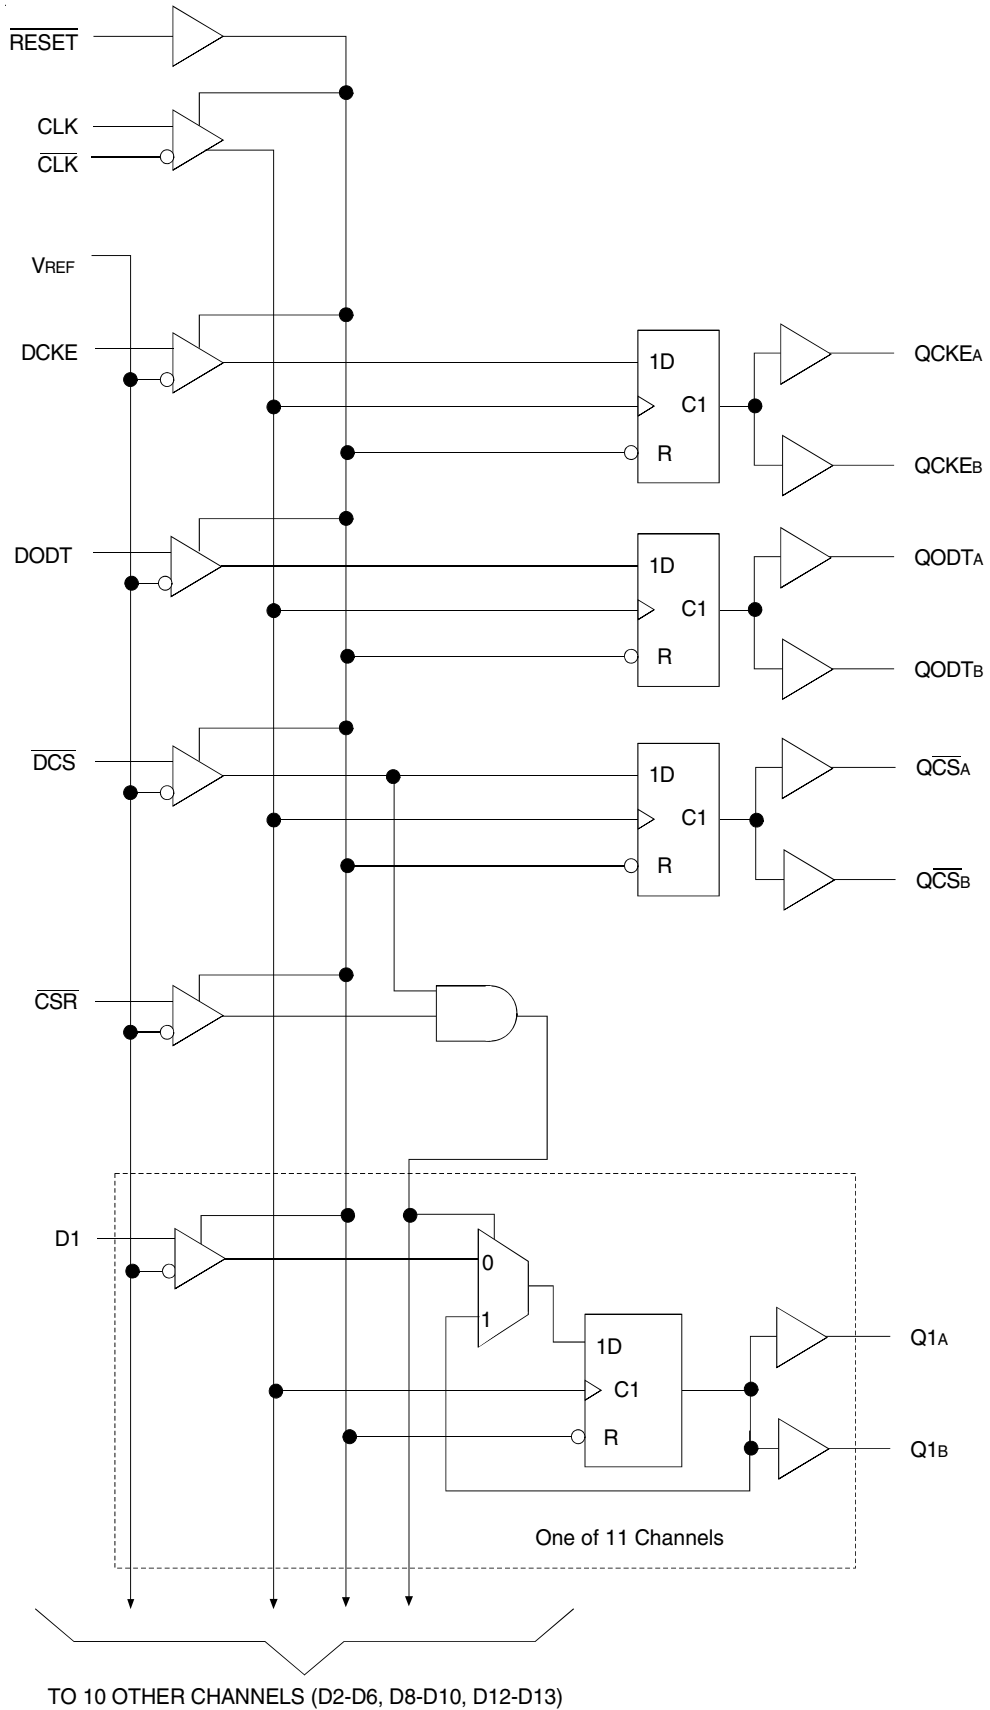 RESET
CLK
CLK
VREF
DCKE
1D
C1
R
QCKEA
QCKEB
DODT
1D
C1
R
QODTA
QODTB
DCS
1D
C1
R
QCSA
QCSB
CSR
D1
0
1
1D
C1
R
Q1A
Q1B
One of 11 Channels
TO 10 OTHER CHANNELS (D2-D6, D8-D10, D12-D13)